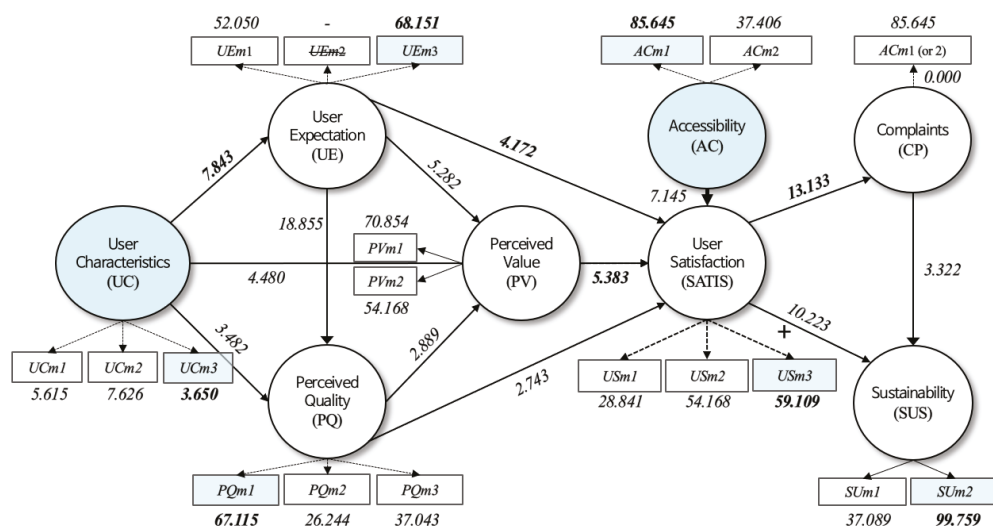 52.050
-
68.151
85.645
37.406
85.645
UEm1
UEm2
UEm3
ACm1
ACm2
ACm1 (or 2)
0.000
User
Expectation
(UE)
Accessibility
(AC)
Complaints
(CP)
7.843
4.172
5.282
7.145
13.133
18.855
70.854
User
Characteristics
(UC)
4.480
PVm1
PVm2
54.168
Perceived
Value
(PV)
5.383
User
Satisfaction
(SATIS)
3.322
3.482
2.889
2.743
10.223
+
UCm1
UCm2
UCm3
5.615
7.626
3.650
Perceived
Quality
(PQ)
USm1
USm2
USm3
28.841
54.168
59.109
Sustainability
(SUS)
PQm1
PQm2
PQm3
67.115
26.244
37.043
SUm1
SUm2
37.089
99.759